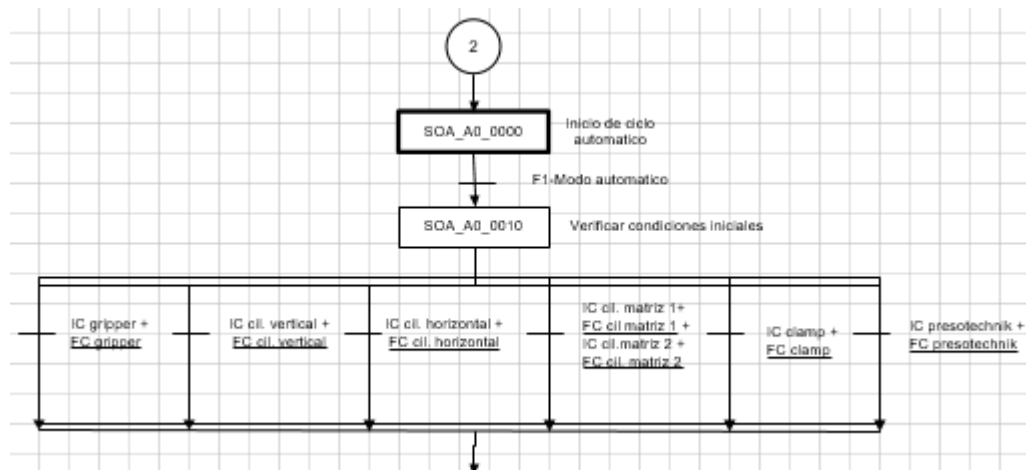 2
SOA_A0_0000
Inicio de ciclo
automatico
F1-Modo automatico
SOA_A0_0010
Verificar condiciones iniciales
IC gripper +
FC gripper
IC cil. vertical +
FC cil. vertical
IC cil. horizontal +
FC cil. horizontal
IC cil. matriz 1+
FC cil matriz 1 +
IC cil.matriz 2 +
FC cil. matriz 2
IC clamp +
FC clamp
IC presotechnik +
FC presotechnik